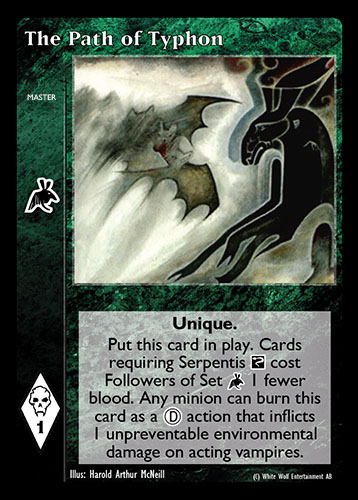 The Path of Typhon
MASTER
Unique.
Put this card in play. Cards
requiring Serpentis cost
Followers of Set 1 fewer
blood. Any minion can burn this
card as a D action that inflicts
1 unpreventable environmental
damage on acting vampires.
1
Illus: Harold Arthur McNeill
(C) White Wolf Entertainment AB